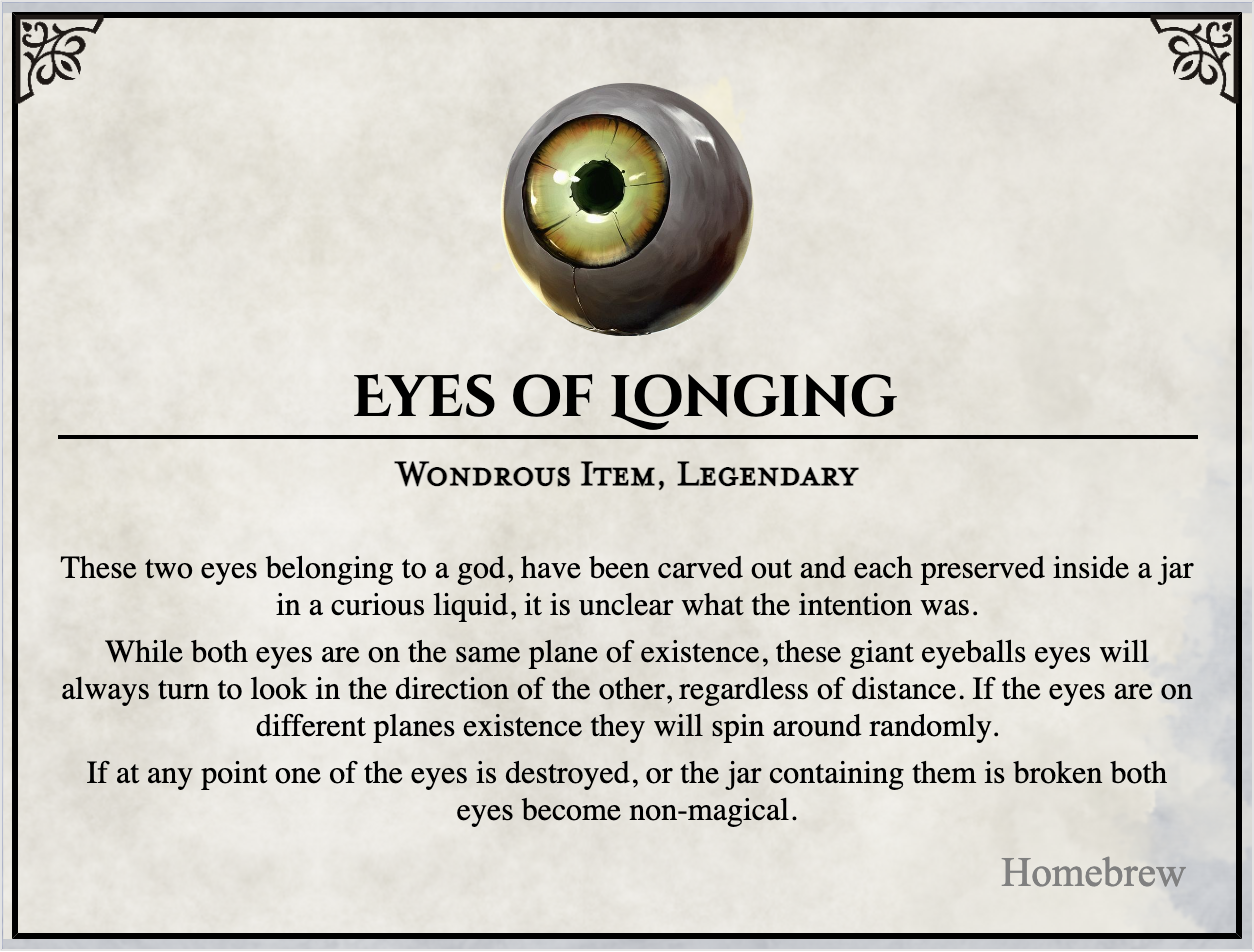 Eyes of Longing
Wondrous Item, Legendary
These two eyes belonging to a god, have been carved out and each preserved inside a jar
in a curious liquid, it is unclear what the intention was.
While both eyes are on the same plane of existence, these giant eyeballs eyes will
always turn to look in the direction of the other, regardless of distance. If the eyes are on
different planes existence they will spin around randomly.
If at any point one of the eyes is destroyed, or the jar containing them is broken both
eyes become non-magical.
Homebrew